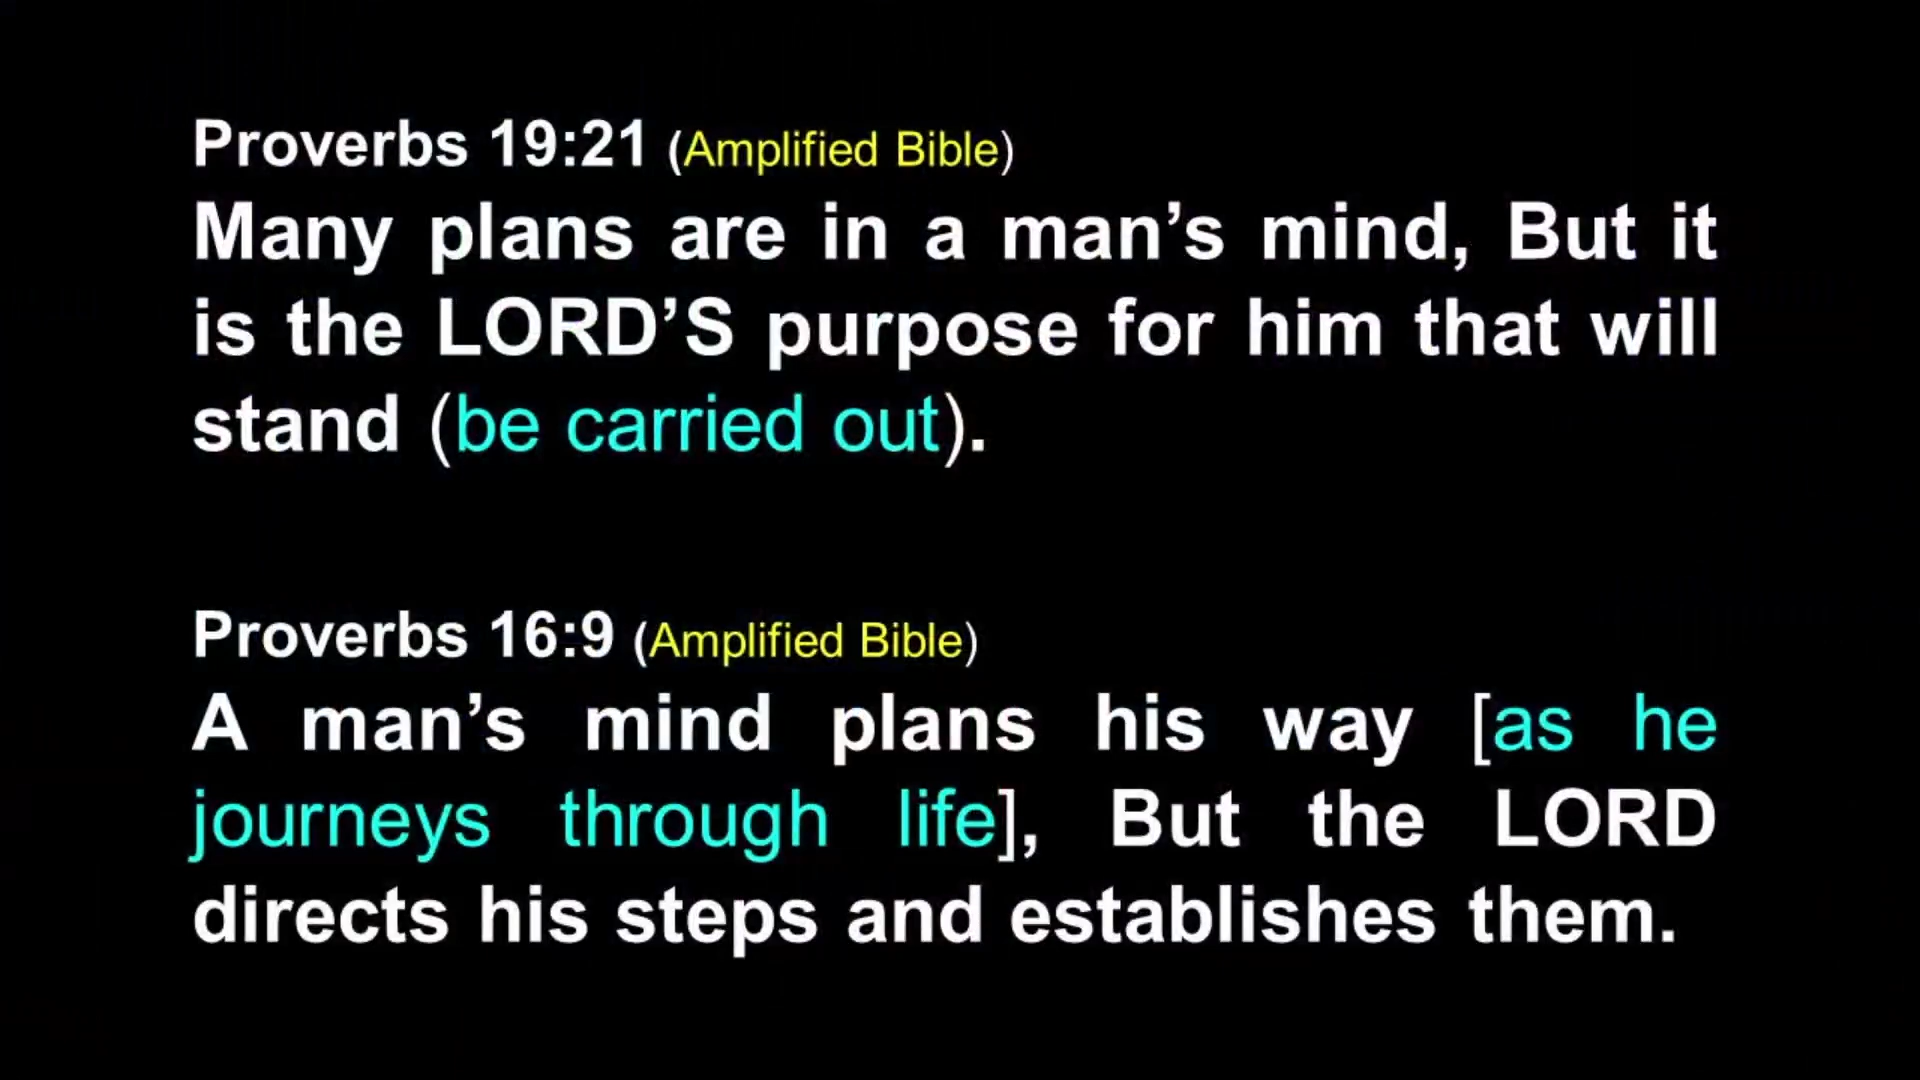 Proverbs 19:21 (Amplified Bible)
Many plans are in a man’s mind, But it
is the LORD’S purpose for him that will
stand (be carried out).
Proverbs 16:9 (Amplified Bible)
A man’s mind plans his way [as he
journeys through life], But the LORD
directs his steps and establishes them.